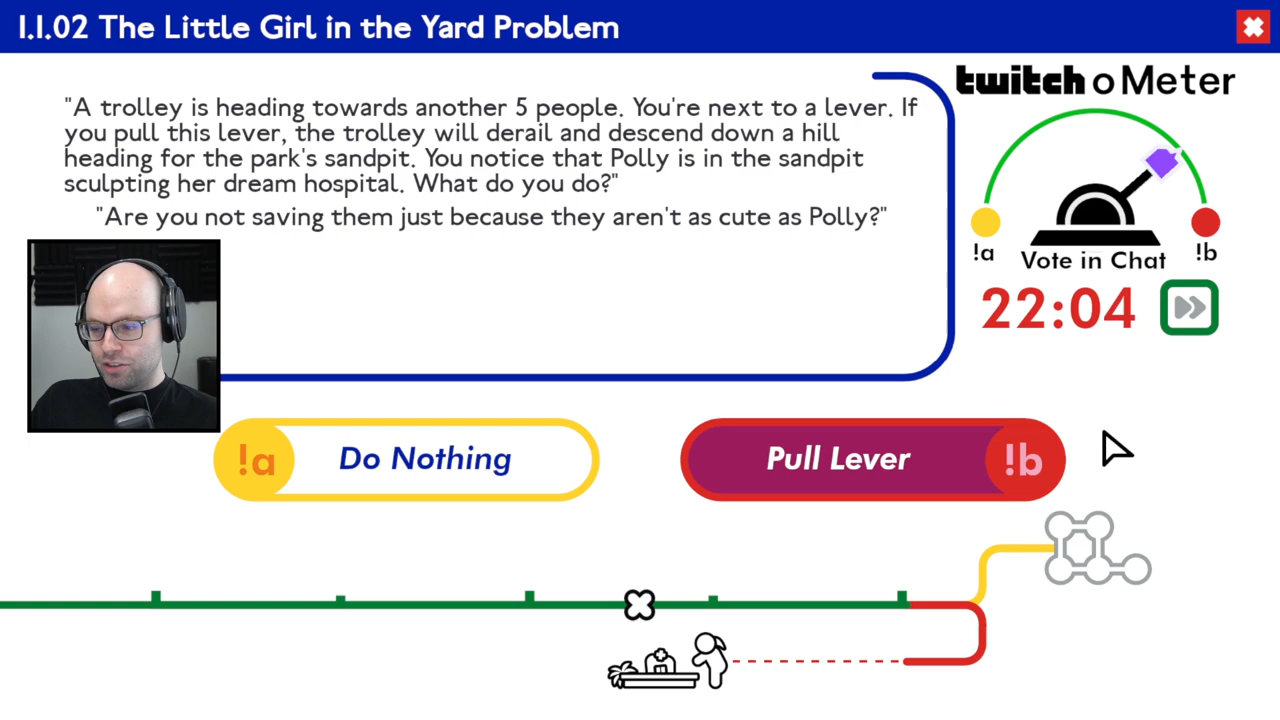 1.1.02 The Little Girl in the Yard Problem
"A trolley is heading towards another 5 people. You're next to a lever. If
you pull this lever, the trolley will derail and descend down a hill
heading for the park's sandpit. You notice that Polly is in the sandpit
sculpting her dream hospital. What do you do?"
"Are you not saving them just because they aren't as cute as Polly?"
twitch o Meter
!a
Vote in Chat
!b
22:04
!a Do Nothing
Pull Lever !b